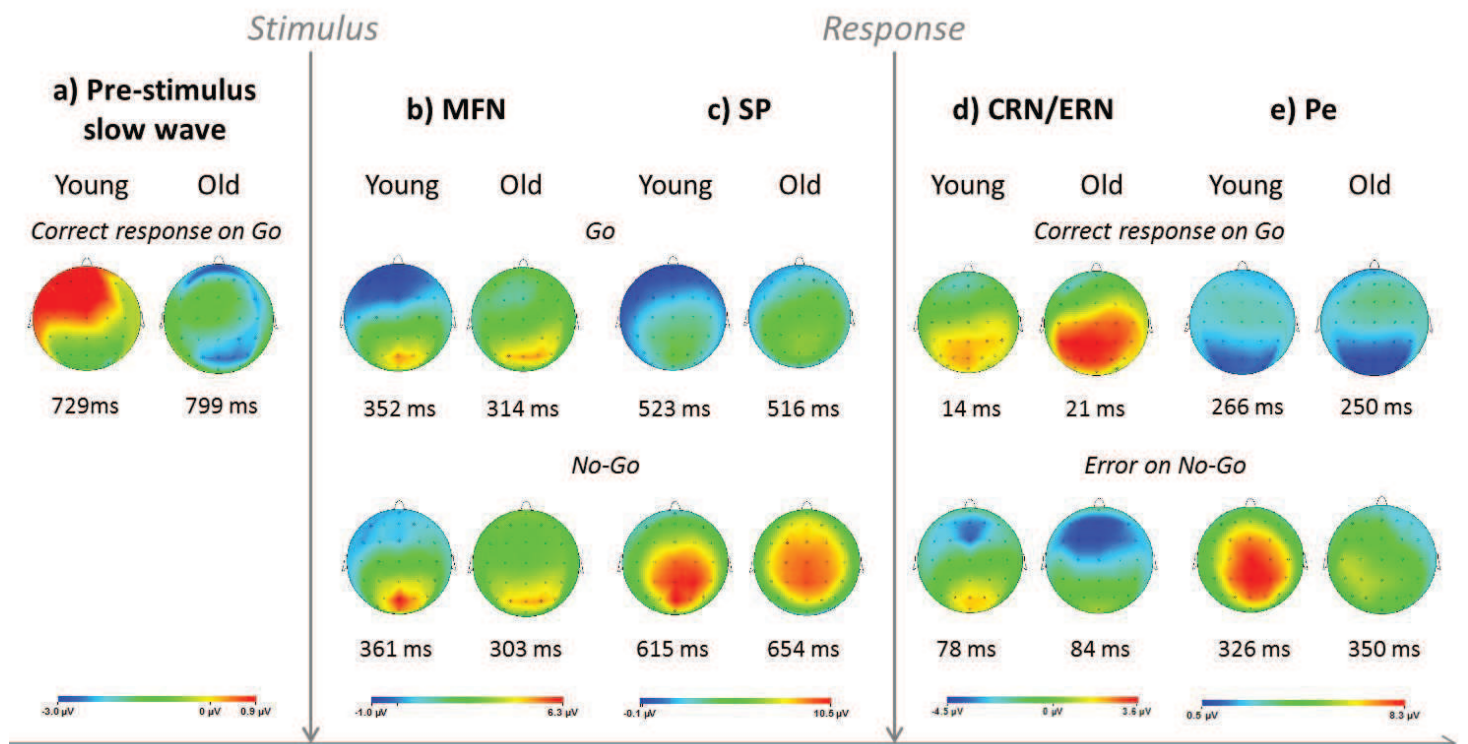 Stimulus
Response
a) Pre-stimulus
slow wave
b) MFN
c) SP
d) CRN/ERN
e) Pe
Young Old
Young Old
Young Old
Young Old
Young Old
Correct response on Go
Go
Correct response on Go
729ms 799 ms
352 ms 314 ms
523 ms 516 ms
14 ms 21 ms
266 ms 250 ms
No-Go
Error on No-Go
361 ms 303 ms
615 ms 654 ms
78 ms 84 ms
326 ms 350 ms
-3.0 µV 0 µV 0.9 µV
-1.0 µV 6.3 µV
-0.1 µV 10.5 µV
-4.5 µV 0 µV 3.6 µV
0.5 µV 8.3 µV